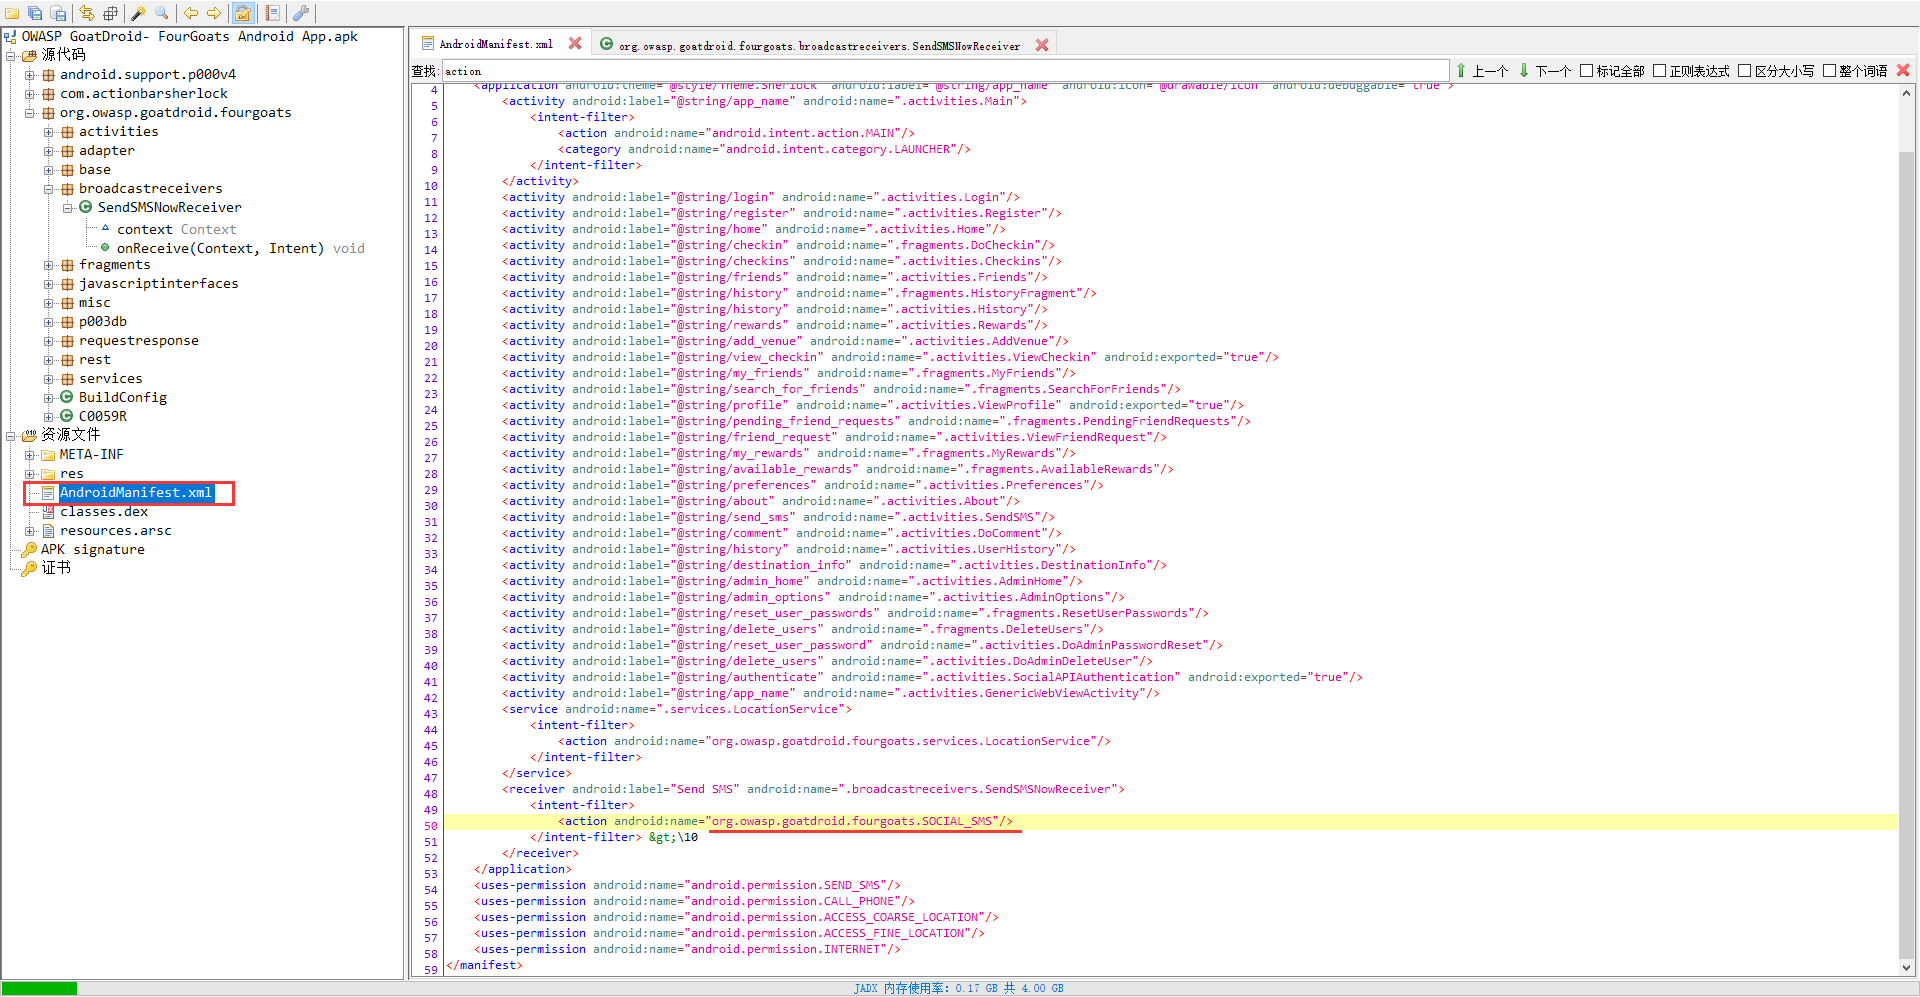 OWASP GoatDroid- FourGoats Android App.apk
源代码
android.support.p000v4
com.actionbarsherlock
org.owasp.goatdroid.fourgoats
activities
adapter
base
broadcastreceivers
SendSMSNowReceiver
context Context
onReceive(Context, Intent) void
fragments
javascriptinterfaces
misc
p003db
requestresponse
rest
services
BuildConfig
C0059R
资源文件
META-INF
res
AndroidManifest.xml
classes.dex
resources.arsc
APK signature
证书
AndroidManifest.xml
org.owasp.goatdroid.fourgoats.broadcastreceivers.SendSMSNowReceiver
查找: action
上一个 下一个 标记全部 正则表达式 区分大小写 整个词语
4 <application android:theme="@style/Theme.Sherlock" android:label="@string/app_name" android:icon="@drawable/icon" android:debuggable="true">
5 <activity android:label="@string/app_name" android:name=".activities.Main">
6 <intent-filter>
7 <action android:name="android.intent.action.MAIN"/>
8 <category android:name="android.intent.category.LAUNCHER"/>
9 </intent-filter>
10 </activity>
11 <activity android:label="@string/login" android:name=".activities.Login"/>
12 <activity android:label="@string/register" android:name=".activities.Register"/>
13 <activity android:label="@string/home" android:name=".activities.Home"/>
14 <activity android:label="@string/checkin" android:name=".fragments.DoCheckin"/>
15 <activity android:label="@string/checkins" android:name=".activities.Checkins"/>
16 <activity android:label="@string/friends" android:name=".activities.Friends"/>
17 <activity android:label="@string/history" android:name=".fragments.HistoryFragment"/>
18 <activity android:label="@string/history" android:name=".activities.History"/>
19 <activity android:label="@string/rewards" android:name=".activities.Rewards"/>
20 <activity android:label="@string/add_venue" android:name=".activities.AddVenue"/>
21 <activity android:label="@string/view_checkin" android:name=".activities.ViewCheckin" android:exported="true"/>
22 <activity android:label="@string/my_friends" android:name=".fragments.MyFriends"/>
23 <activity android:label="@string/search_for_friends" android:name=".fragments.SearchForFriends"/>
24 <activity android:label="@string/profile" android:name=".activities.ViewProfile" android:exported="true"/>
25 <activity android:label="@string/pending_friend_requests" android:name=".fragments.PendingFriendRequests"/>
26 <activity android:label="@string/friend_request" android:name=".activities.ViewFriendRequest"/>
27 <activity android:label="@string/my_rewards" android:name=".fragments.MyRewards"/>
28 <activity android:label="@string/available_rewards" android:name=".fragments.AvailableRewards"/>
29 <activity android:label="@string/preferences" android:name=".activities.Preferences"/>
30 <activity android:label="@string/about" android:name=".activities.About"/>
31 <activity android:label="@string/send_sms" android:name=".activities.SendSMS"/>
32 <activity android:label="@string/comment" android:name=".activities.DoComment"/>
33 <activity android:label="@string/history" android:name=".activities.UserHistory"/>
34 <activity android:label="@string/destination_info" android:name=".activities.DestinationInfo"/>
35 <activity android:label="@string/admin_home" android:name=".activities.AdminHome"/>
36 <activity android:label="@string/admin_options" android:name=".activities.AdminOptions"/>
37 <activity android:label="@string/reset_user_passwords" android:name=".fragments.ResetUserPasswords"/>
38 <activity android:label="@string/delete_users" android:name=".fragments.DeleteUsers"/>
39 <activity android:label="@string/reset_user_password" android:name=".activities.DoAdminPasswordReset"/>
40 <activity android:label="@string/delete_users" android:name=".activities.DoAdminDeleteUser"/>
41 <activity android:label="@string/authenticate" android:name=".activities.SocialAPIAuthentication" android:exported="true"/>
42 <activity android:label="@string/app_name" android:name=".activities.GenericWebViewActivity"/>
43 <service android:name=".services.LocationService">
44 <intent-filter>
45 <action android:name="org.owasp.goatdroid.fourgoats.services.LocationService"/>
46 </intent-filter>
47 </service>
48 <receiver android:label="Send SMS" android:name=".broadcastreceivers.SendSMSNowReceiver">
49 <intent-filter>
50 <action android:name="org.owasp.goatdroid.fourgoats.SOCIAL_SMS"/>
51 </intent-filter> &gt;\10
52 </receiver>
53 </application>
54 <uses-permission android:name="android.permission.SEND_SMS"/>
55 <uses-permission android:name="android.permission.CALL_PHONE"/>
56 <uses-permission android:name="android.permission.ACCESS_COARSE_LOCATION"/>
57 <uses-permission android:name="android.permission.ACCESS_FINE_LOCATION"/>
58 <uses-permission android:name="android.permission.INTERNET"/>
59 </manifest>
JADX 内存使用率: 0.17 GB 共 4.00 GB